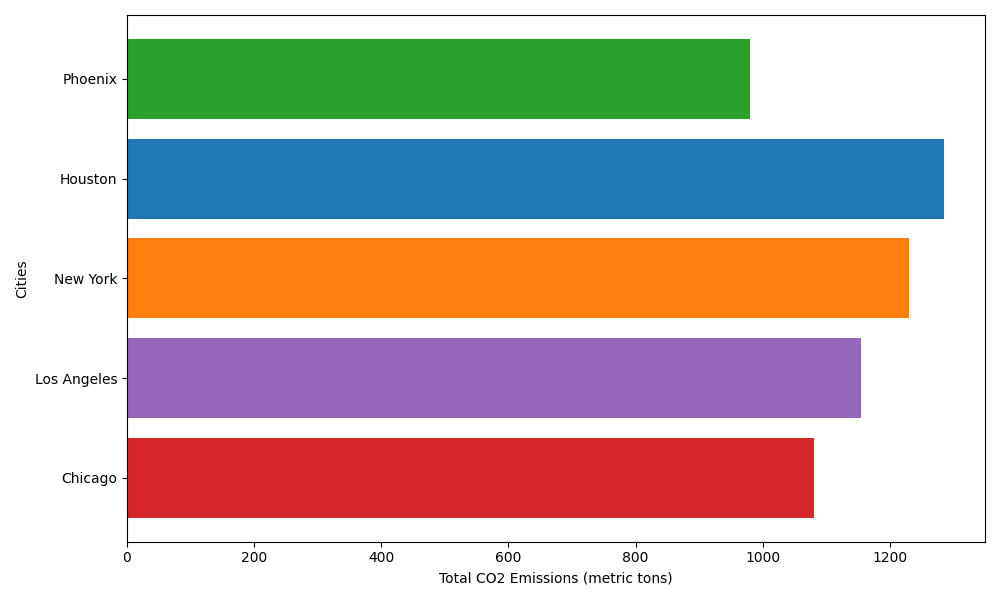 Phoenix
Houston
New York
Los Angeles
Chicago
Cities
0 200 400 600 800 1000 1200
Total CO2 Emissions (metric tons)